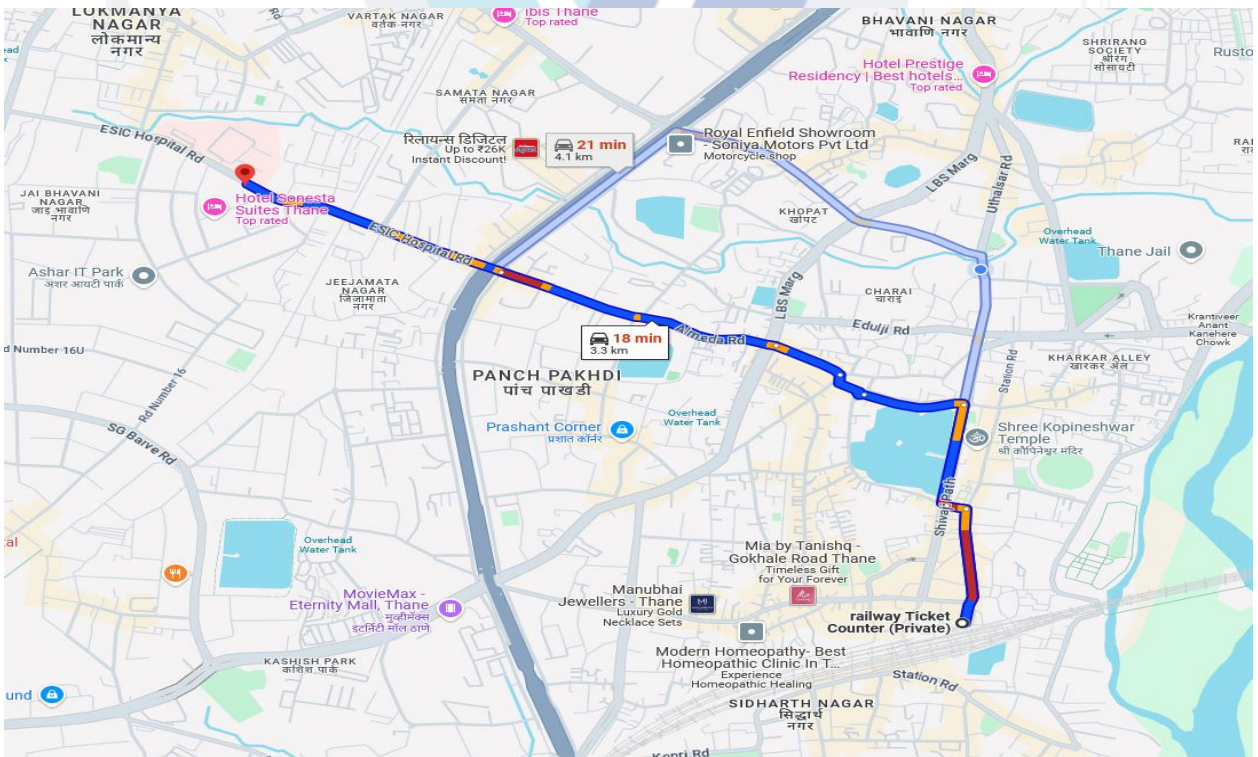 LOKMANYA
NAGAR
लोकमान्य
नगर
VARTAK NAGAR
वर्तक नगर
ibis Thane
Top rated
BHAVANI NAGAR
भावाणि नगर
SHRIRANG
SOCIETY
श्रीरंग
सोसायटी
Hotel Prestige
Residency | Best hotels...
Top rated
SAMATA NAGAR
समता नगर
ESIC Hospital Rd
रिलायन्स डिजिटल
Up to ₹26K
Instant Discount!
21 min
4.1 km
Royal Enfield Showroom
- Soniya Motors Pvt Ltd
Motorcycle shop
LBS Marg
Uthalsar Rd
JAI BHAVANI
NAGAR
जाइ भावाणि
नगर
Hotel Sonesta
Suites Thane
Top rated
KHOPAT
खोपट
Overhead
Water Tank
Thane Jail
ESIC Hospital Rd
Ashar IT Park
अशर आयटी पार्क
JEEJAMATA
NAGAR
जिजामाता
नगर
LBS Marg
CHARAI
चाराइ
Krantiveer
Anant
Kanehere
Chowk
18 min
3.3 km
Almeda Rd
Edulji Rd
d Number 16U
Station Rd
KHARKAR ALLEY
खारकर अ‍ॅले
Rd Number 16
PANCH PAKHDI
पांच पाखडी
Overhead
Water Tank
Prashant Corner
प्रशांत कॉर्नर
SG Barve Rd
Shree Kopineshwar
Temple
श्री कौपिनेश्वर मंदिर
Shivaji Path
Overhead
Water Tank
Mia by Tanishq -
Gokhale Road Thane
Timeless Gift
for Your Forever
MovieMax -
Eternity Mall, Thane
मुव्हीमॅक्स
इटर्निटी मॉल ठाणे
Manubhai
Jewellers - Thane
Luxury Gold
Necklace Sets
railway Ticket
Counter (Private)
Modern Homeopathy- Best
Homeopathic Clinic In T...
Experience
Homeopathic Healing
KASHISH PARK
काशिश पार्क
Station Rd
SIDHARTH NAGAR
सिद्धार्थ
नगर
Kopri Rd